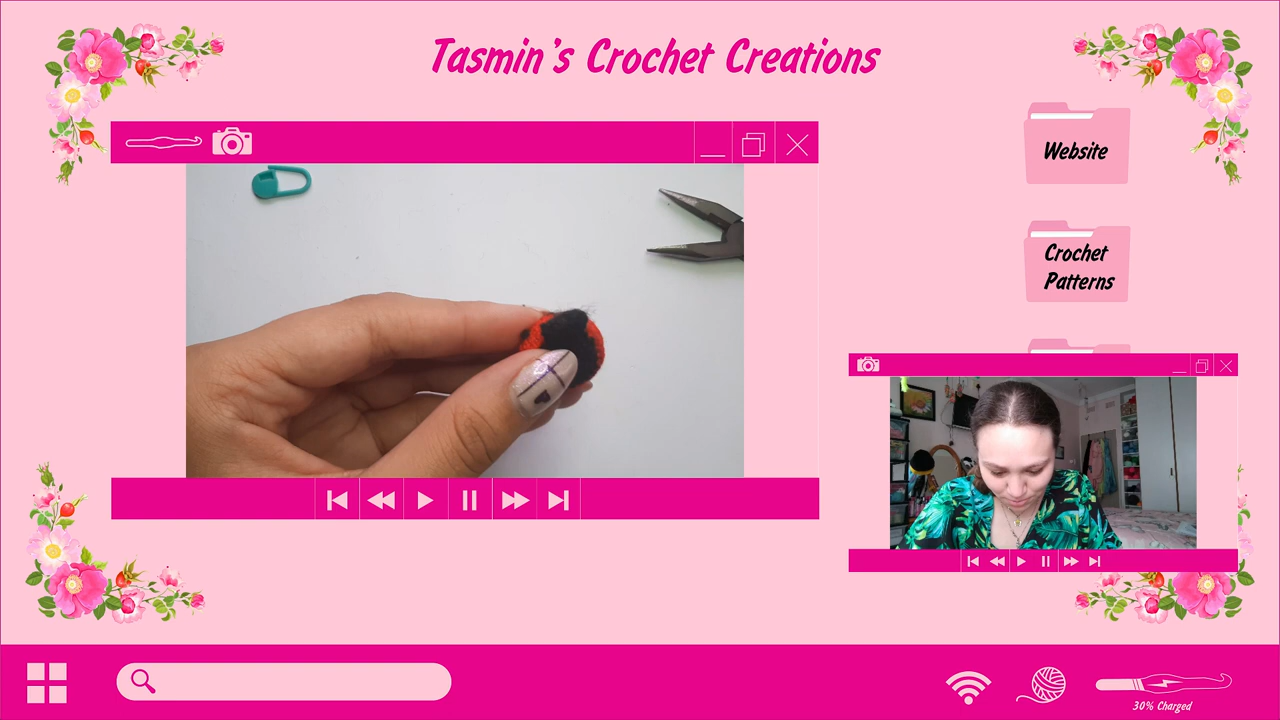 Tasmin's Crochet Creations
Website
Crochet
Patterns
30% Charged